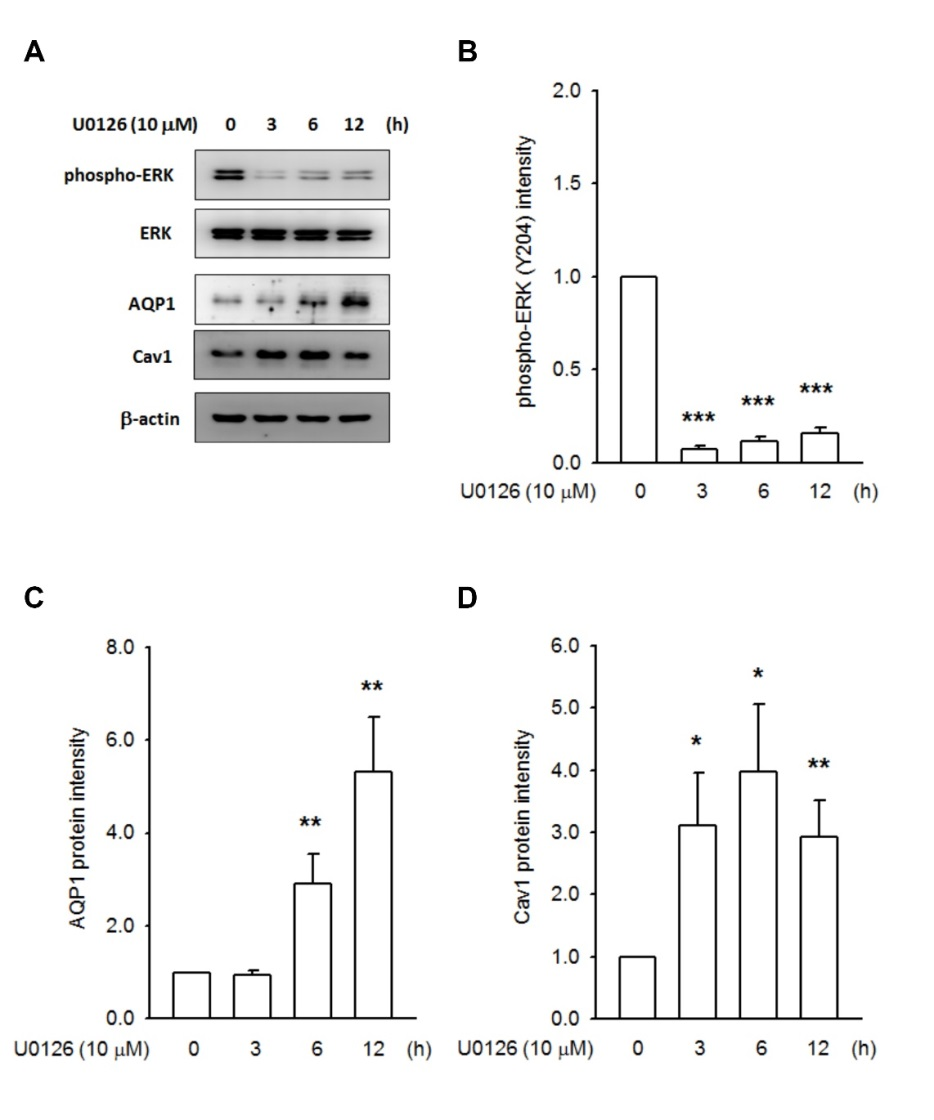 A
U0126 (10 μM) 0 3 6 12 (h)
phospho-ERK
ERK
AQP1
Cav1
β-actin
B
phospho-ERK (Y204) intensity
2.0
1.5
1.0
0.5
0.0
***
***
***
U0126 (10 μM) 0 3 6 12 (h)
C
AQP1 protein intensity
8.0
6.0
4.0
2.0
0.0
**
**
U0126 (10 μM) 0 3 6 12 (h)
D
Cav1 protein intensity
6.0
5.0
4.0
3.0
2.0
1.0
0.0
*
*
**
U0126 (10 μM) 0 3 6 12 (h)